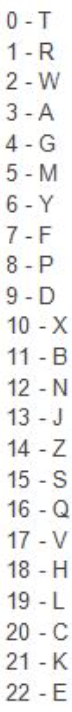 0 - T
1 - R
2 - W
3 - A
4 - G
5 - M
6 - Y
7 - F
8 - P
9 - D
10 - X
11 - B
12 - N
13 - J
14 - Z
15 - S
16 - Q
17 - V
18 - H
19 - L
20 - C
21 - K
22 - E